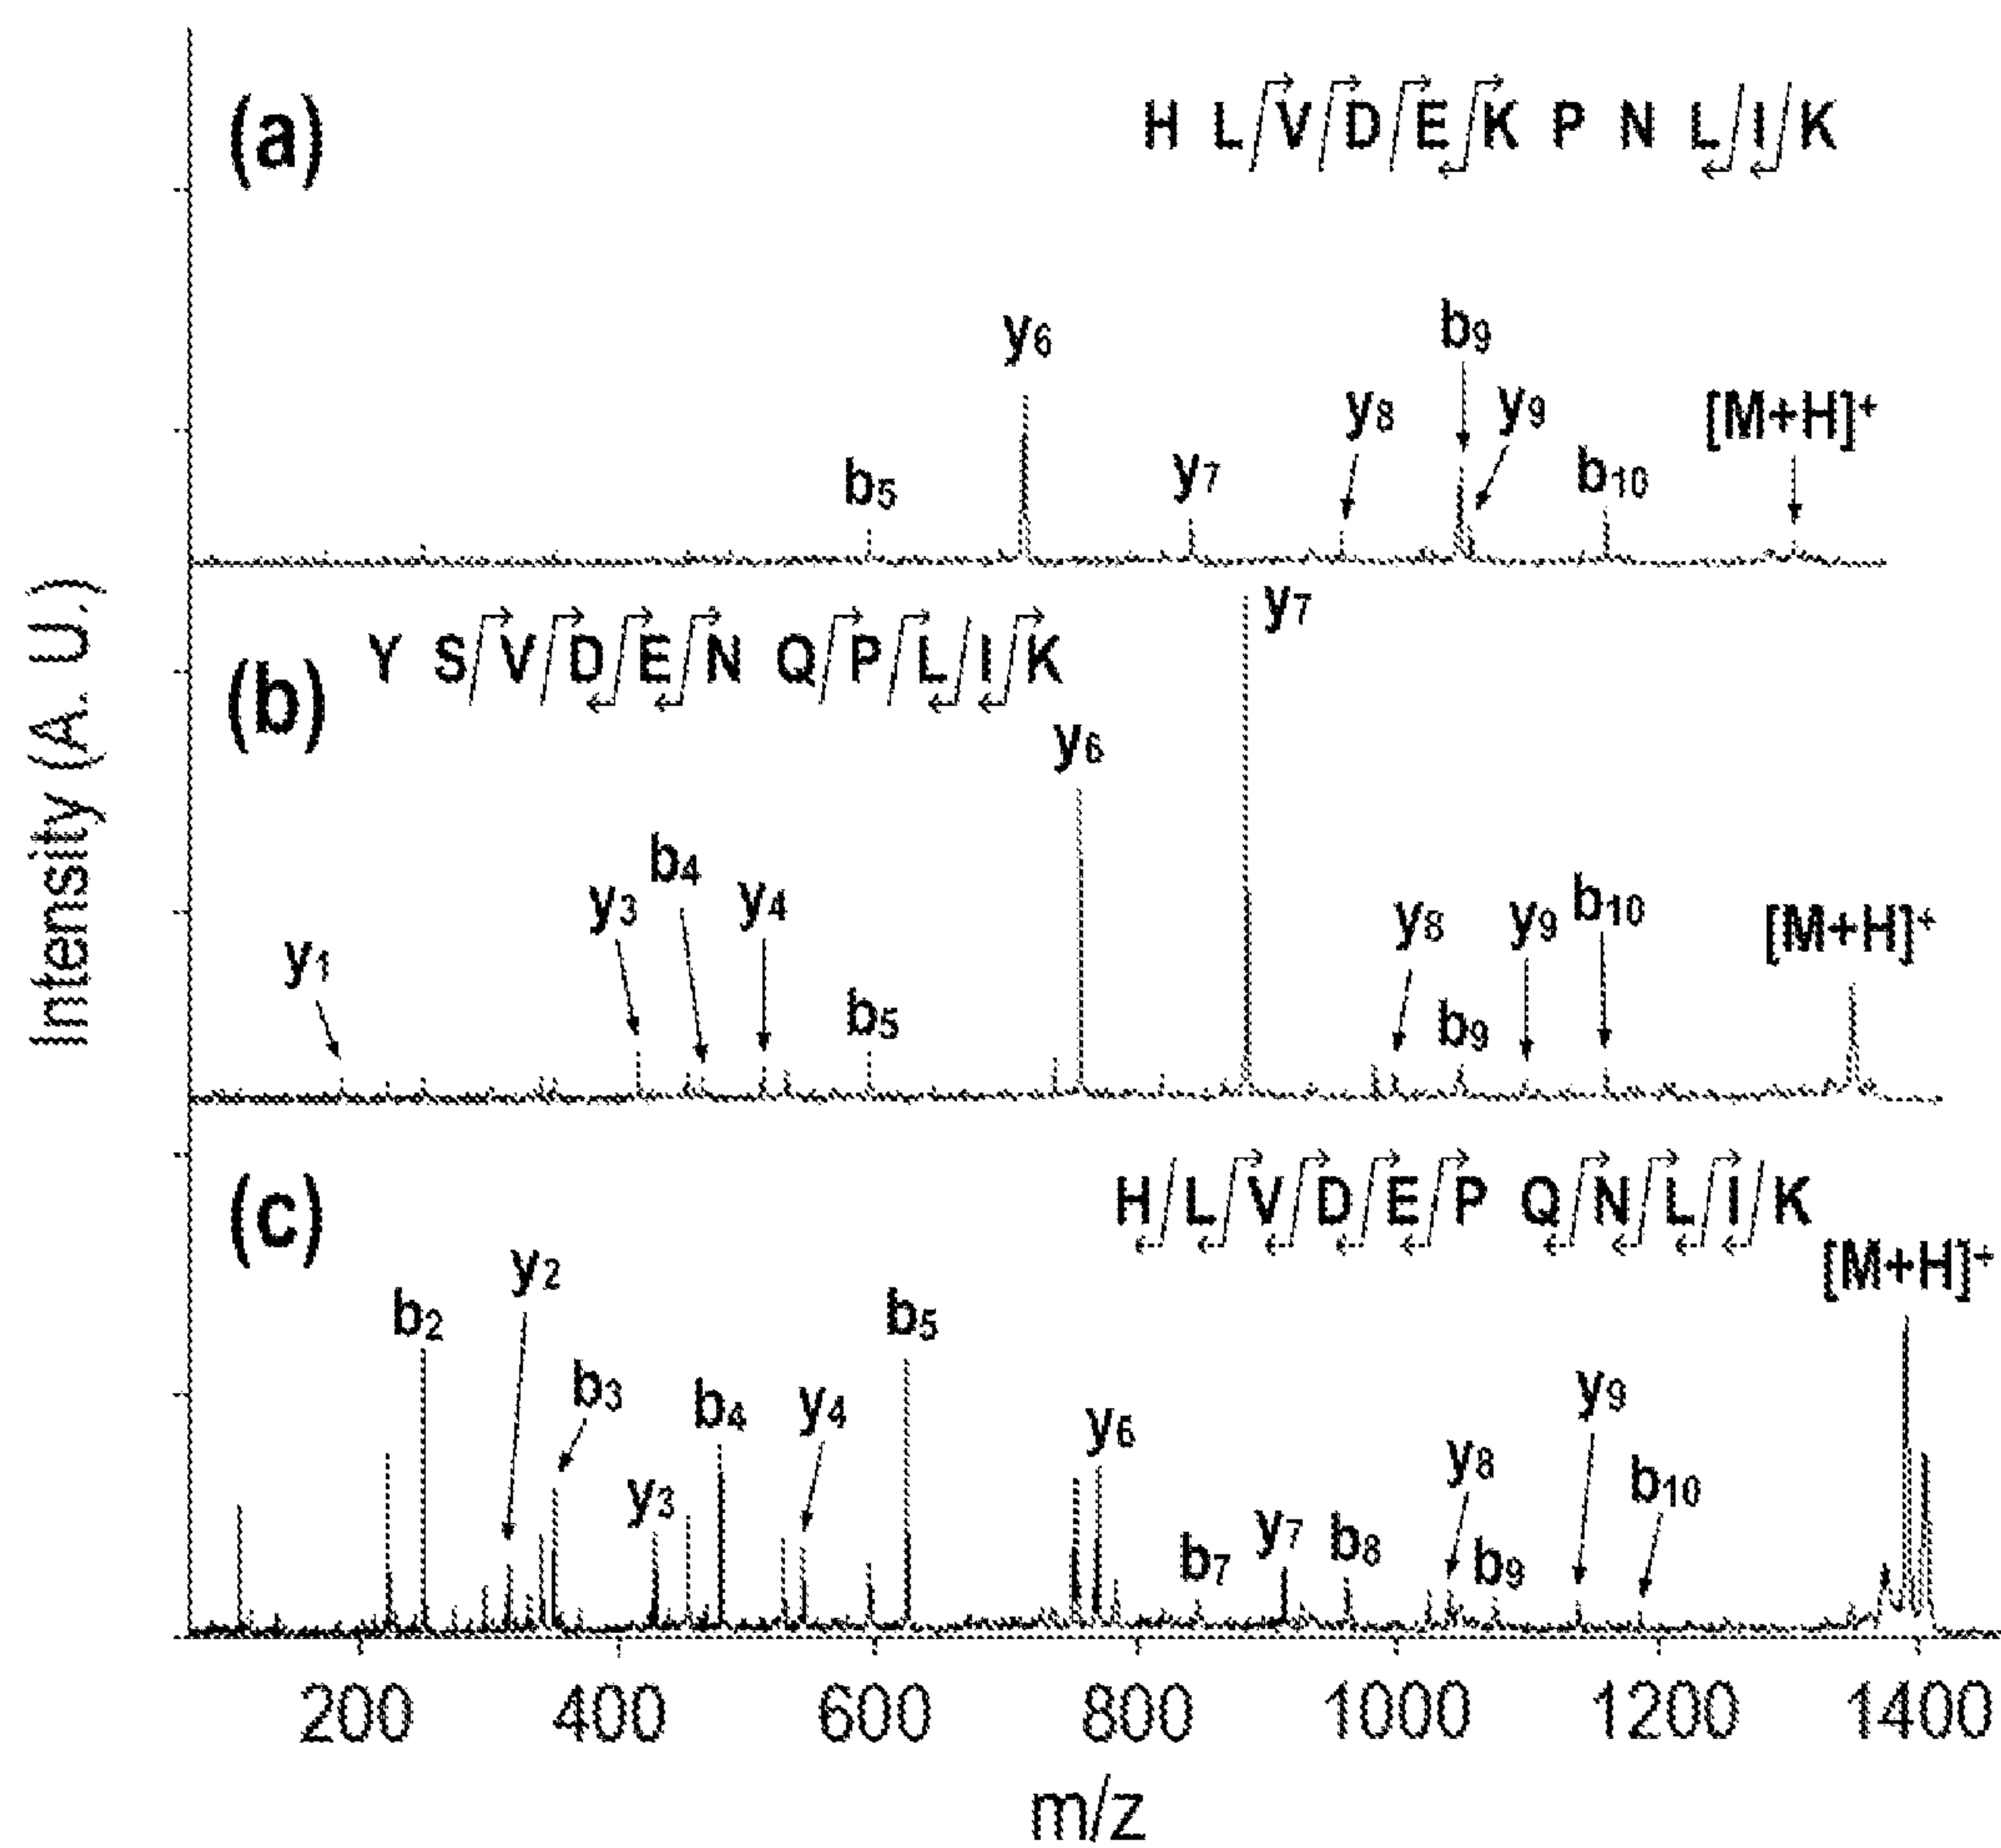 (a)
H L V D E K P N L I K
y6
b9
y8
y9
[M+H]+
b5
y7
b10
Intensity (A. U.)
(b)
Y S V D E N Q P L I K
y7
y6
b4
y3
y4
y8
y9
b10
[M+H]+
y1
b5
b9
(c)
H L V D E P Q N L I K
[M+H]+
y2
b2
b5
b3
b4
y4
y9
y6
y8
y3
b10
y7
b8
b7
b9
200 400 600 800 1000 1200 1400
m/z